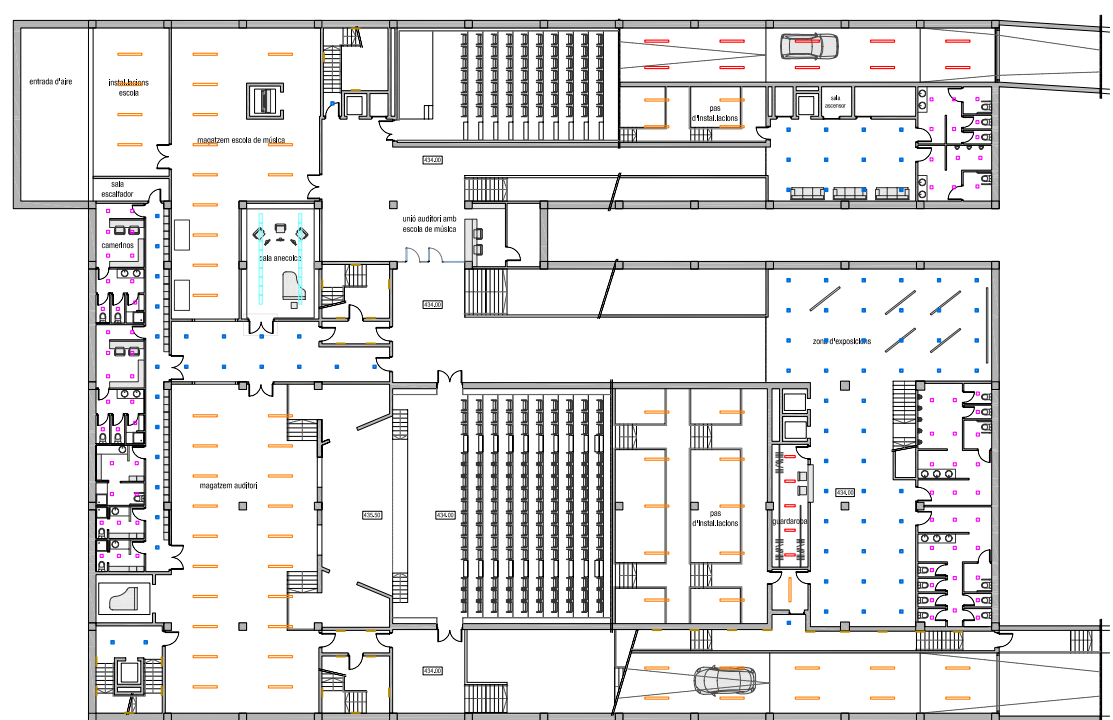 entrada d'aire
instal.lacions
escola
magatzem escola de música
sala
ascensor
pas
d'instal.lacions
434.00
sala
escalfador
camerinos
sala anecoica
unió auditori amb
escola de música
434.00
zona d'exposicions
magatzem auditori
435.50
434.00
pas
d'instal.lacions
guardaroba
434.00
434.00